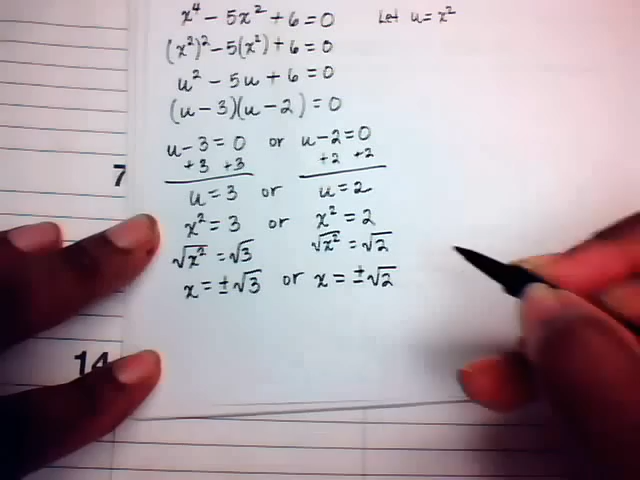 x⁴ - 5x² + 6 = 0 Let u = x²
(x²)² - 5(x²) + 6 = 0
u² - 5u + 6 = 0
(u - 3)(u - 2) = 0
u - 3 = 0 or u - 2 = 0
+3 +3 +2 +2
7
u = 3 or u = 2
x² = 3 or x² = 2
√x² = √3 √x² = √2
x = ±√3 or x = ±√2
14